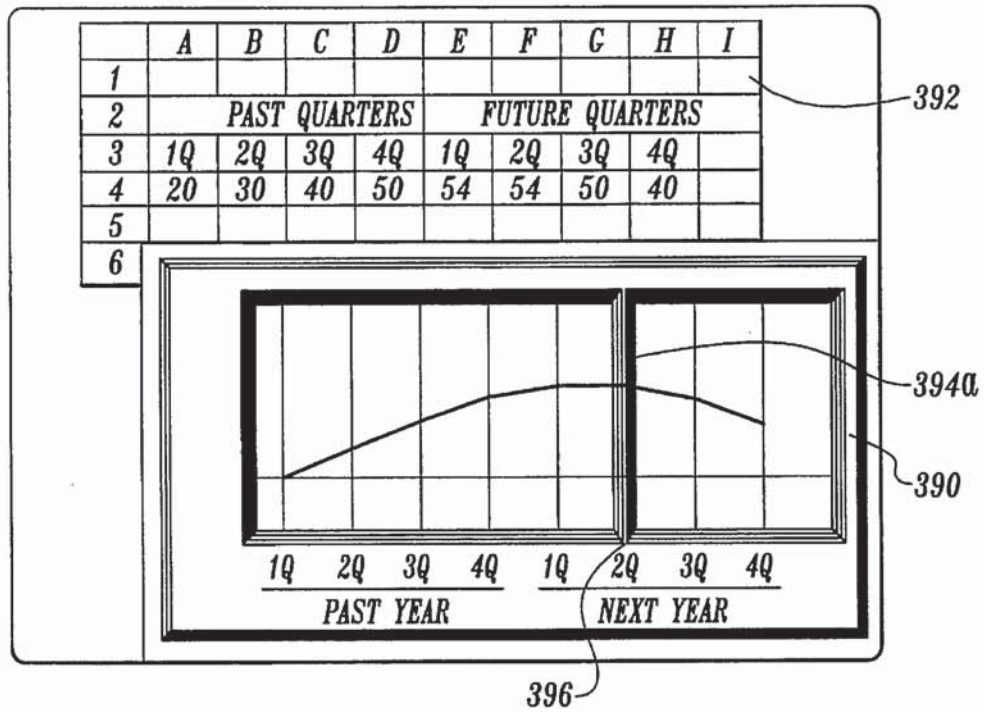 A B C D E F G H I
1
392
2 PAST QUARTERS FUTURE QUARTERS
3 1Q 2Q 3Q 4Q 1Q 2Q 3Q 4Q
4 20 30 40 50 54 54 50 40
5
6
394a
390
1Q 2Q 3Q 4Q 1Q 2Q 3Q 4Q
PAST YEAR NEXT YEAR
396